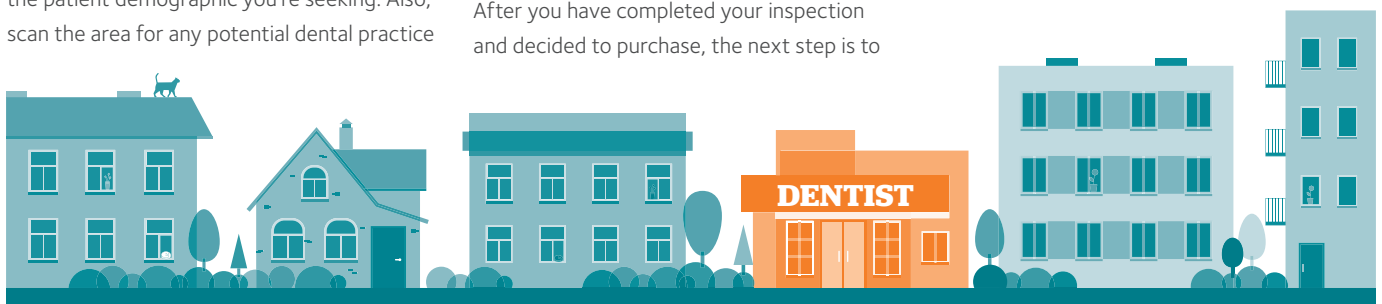 the patient demographic you're seeking. Also,
scan the area for any potential dental practice
After you have completed your inspection
and decided to purchase, the next step is to
DENTIST